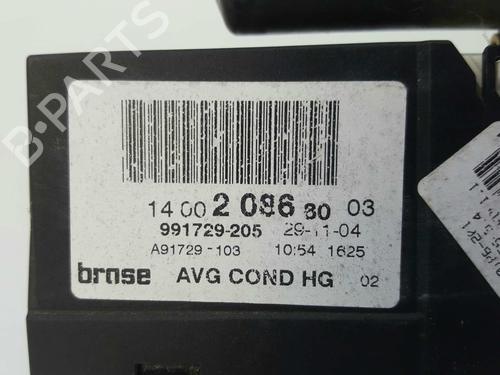 B-PARTS
14 00 2 086 80 03
991729-205 29-11-04
A91729-103 10:54 1625
brose AVG COND HG 02